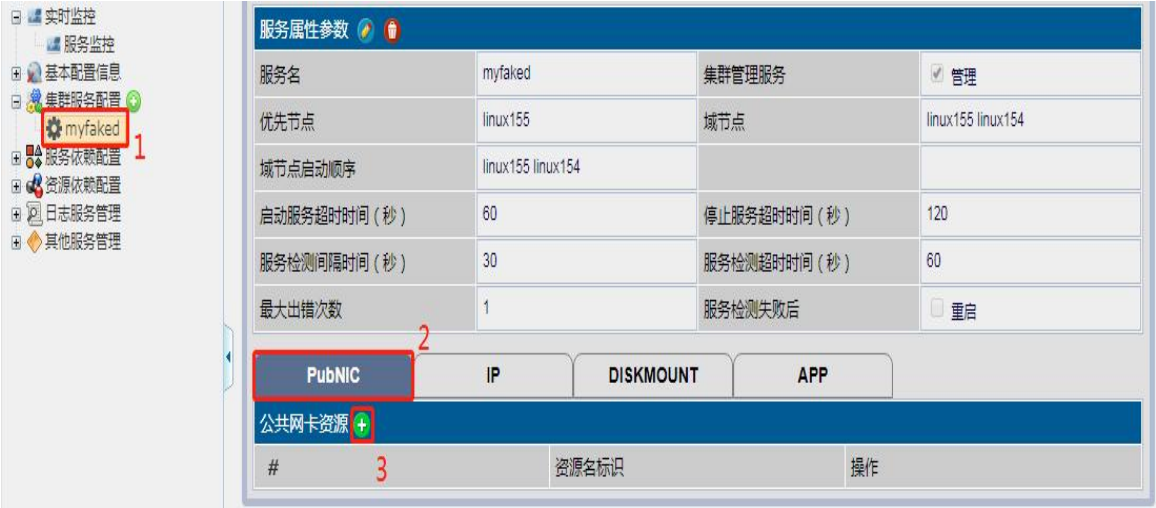 实时监控
服务监控
基本配置信息
集群服务配置
myfaked
1
服务依赖配置
资源依赖配置
日志服务管理
其他服务管理
服务属性参数
服务名 myfaked 集群管理服务 管理
优先节点 linux155 域节点 linux155 linux154
域节点启动顺序 linux155 linux154
启动服务超时时间（秒） 60 停止服务超时时间（秒） 120
服务检测间隔时间（秒） 30 服务检测超时时间（秒） 60
最大出错次数 1 服务检测失败后 重启
2
PubNIC IP DISKMOUNT APP
公共网卡资源
# 3 资源名标识 操作